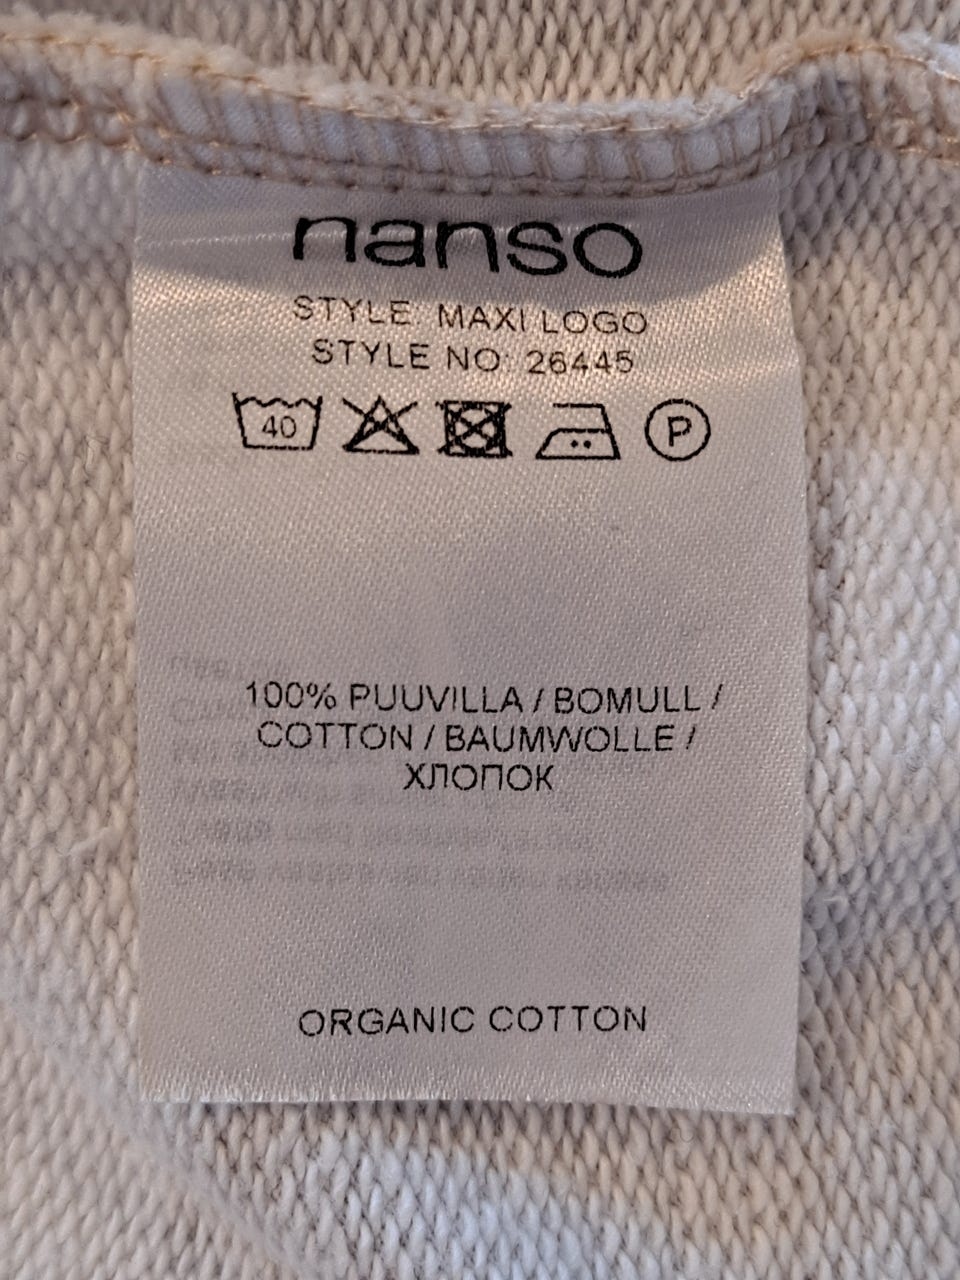 nanso
STYLE: MAXI LOGO
STYLE NO: 26445
40 P
100% PUUVILLA / BOMULL /
COTTON / BAUMWOLLE /
ХЛОПОК
ORGANIC COTTON